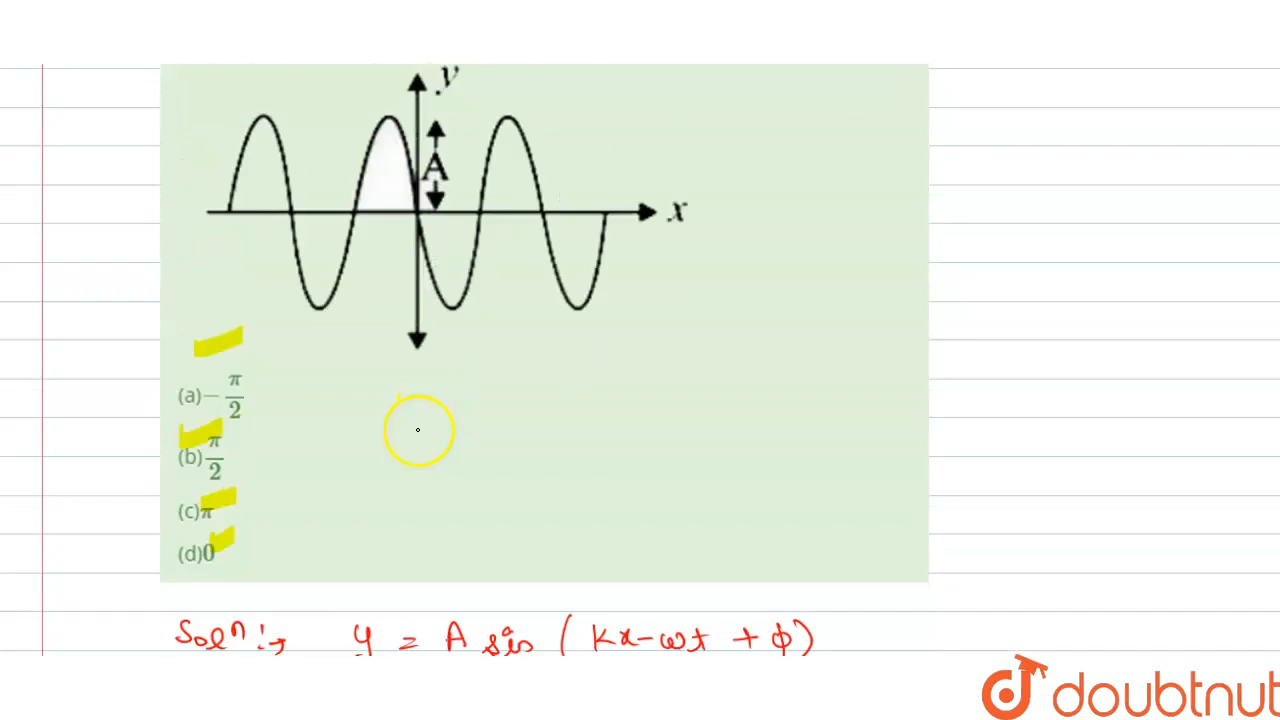 y
A
x
(a) −π/2
(b) π/2
(c) π
(d) 0
Solⁿ :→ y = A sin (kx-ωt + φ)
doubtnut